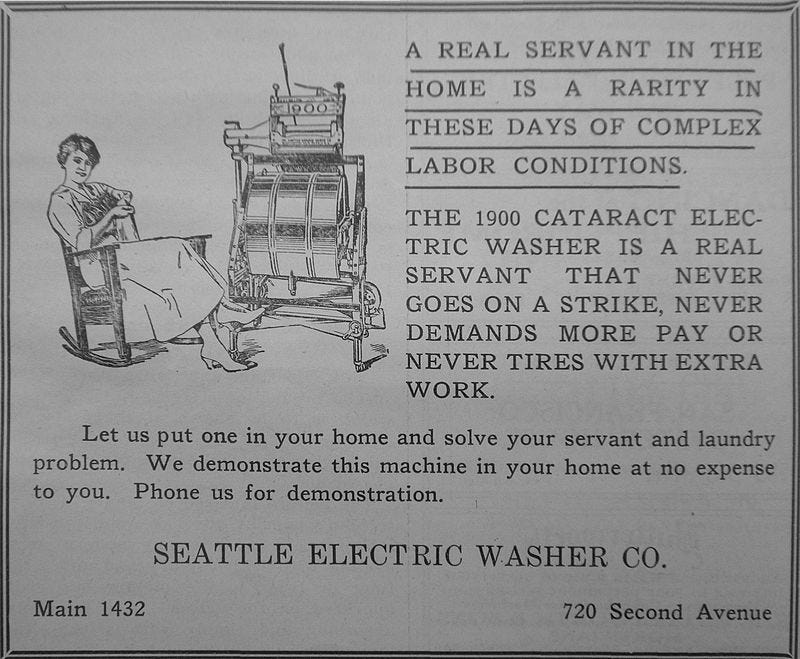 1900
A REAL SERVANT IN THE
HOME IS A RARITY IN
THESE DAYS OF COMPLEX
LABOR CONDITIONS.
THE 1900 CATARACT ELEC-
TRIC WASHER IS A REAL
SERVANT THAT NEVER
GOES ON A STRIKE, NEVER
DEMANDS MORE PAY OR
NEVER TIRES WITH EXTRA
WORK.
Let us put one in your home and solve your servant and laundry
problem. We demonstrate this machine in your home at no expense
to you. Phone us for demonstration.
SEATTLE ELECTRIC WASHER CO.
Main 1432
720 Second Avenue